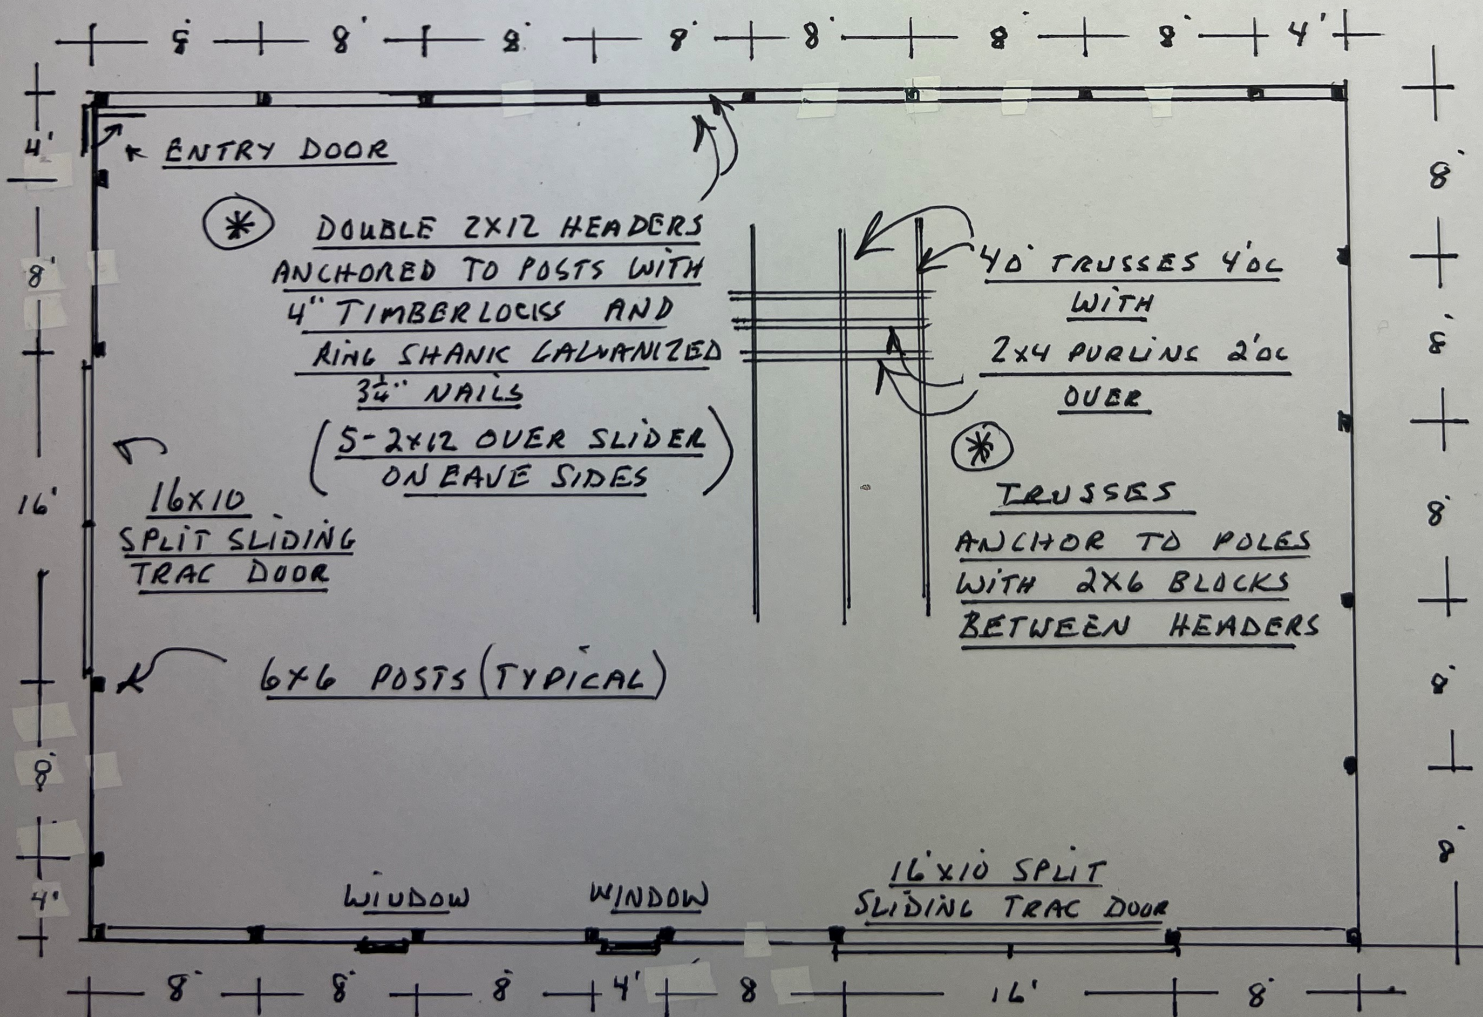 8' 8' 8' 8' 8' 8' 8' 4'
4'
8'
16'
8'
4'
ENTRY DOOR
* DOUBLE 2X12 HEADERS
ANCHORED TO POSTS WITH
4" TIMBERLOCKS AND
RING SHANK GALVANIZED
3¼" NAILS
(5-2X12 OVER SLIDER
ON EAVE SIDES)
40' TRUSSES 4'OC
WITH
2X4 PURLINS 2'OC
OVER
*
TRUSSES
ANCHOR TO POLES
WITH 2X6 BLOCKS
BETWEEN HEADERS
16X10
SPLIT SLIDING
TRAC DOOR
6X6 POSTS (TYPICAL)
WINDOW
WINDOW
16'X10' SPLIT
SLIDING TRAC DOOR
8'
8'
8'
8'
8'
8' 8' 8' 4' 8 16' 8'